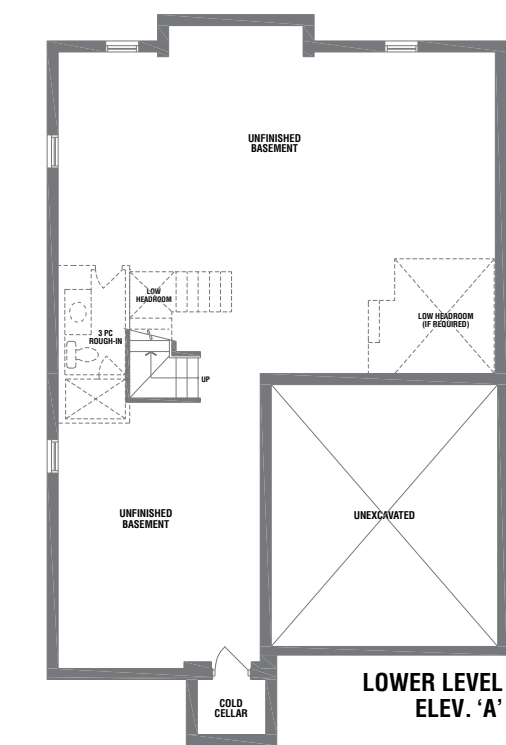 UNFINISHED
BASEMENT
LOW
HEADROOM
LOW HEADROOM
(IF REQUIRED)
3 PC
ROUGH-IN
UP
UNFINISHED
BASEMENT
UNEXCAVATED
COLD
CELLAR
LOWER LEVEL
ELEV. ‘A’